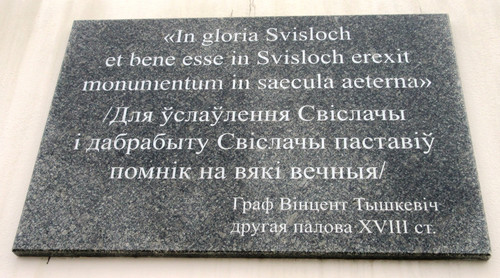 «In gloria Svisloch
et bene esse in Svisloch erexit
monumentum in saecula aeterna»
/Для ўслаўлення Свіслачы
і дабрабыту Свіслачы паставіў
помнік на вякі вечныя/
Граф Вінцент Тышкевіч
другая палова XVIII ст.